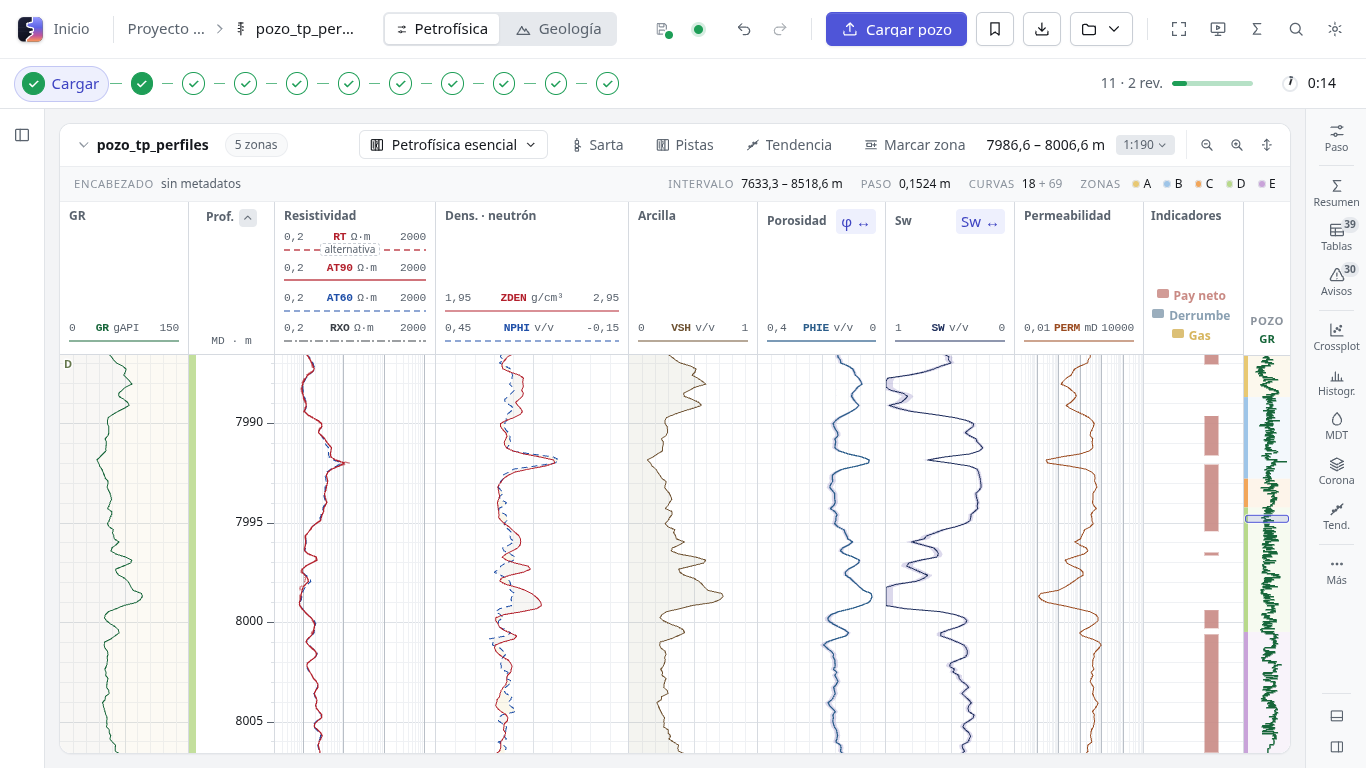 Inicio
Proyecto ...
pozo_tp_per...
Petrofísica
Geología
Cargar pozo
Cargar
11 · 2 rev.
0:14
pozo_tp_perfiles
5 zonas
Petrofísica esencial
Sarta
Pistas
Tendencia
Marcar zona
7986,6 – 8006,6 m
1:190
ENCABEZADO sin metadatos
INTERVALO 7633,3 – 8518,6 m
PASO 0,1524 m
CURVAS 18 + 69
ZONAS A B C D E
GR
Prof.
Resistividad
Dens. · neutrón
Arcilla
Porosidad
φ ↔
Sw
Sw ↔
Permeabilidad
Indicadores
0,2 RT Ω·m 2000
alternativa
0,2 AT90 Ω·m 2000
0,2 AT60 Ω·m 2000
1,95 ZDEN g/cm³ 2,95
Pay neto
Derrumbe
Gas
POZO
GR
0 GR gAPI 150
MD · m
0,2 RXO Ω·m 2000
0,45 NPHI v/v -0,15
0 VSH v/v 1
0,4 PHIE v/v 0
1 SW v/v 0
0,01 PERM mD 10000
D
7990
7995
8000
8005
Paso
Resumen
39
Tablas
30
Avisos
Crossplot
Histogr.
MDT
Corona
Tend.
Más